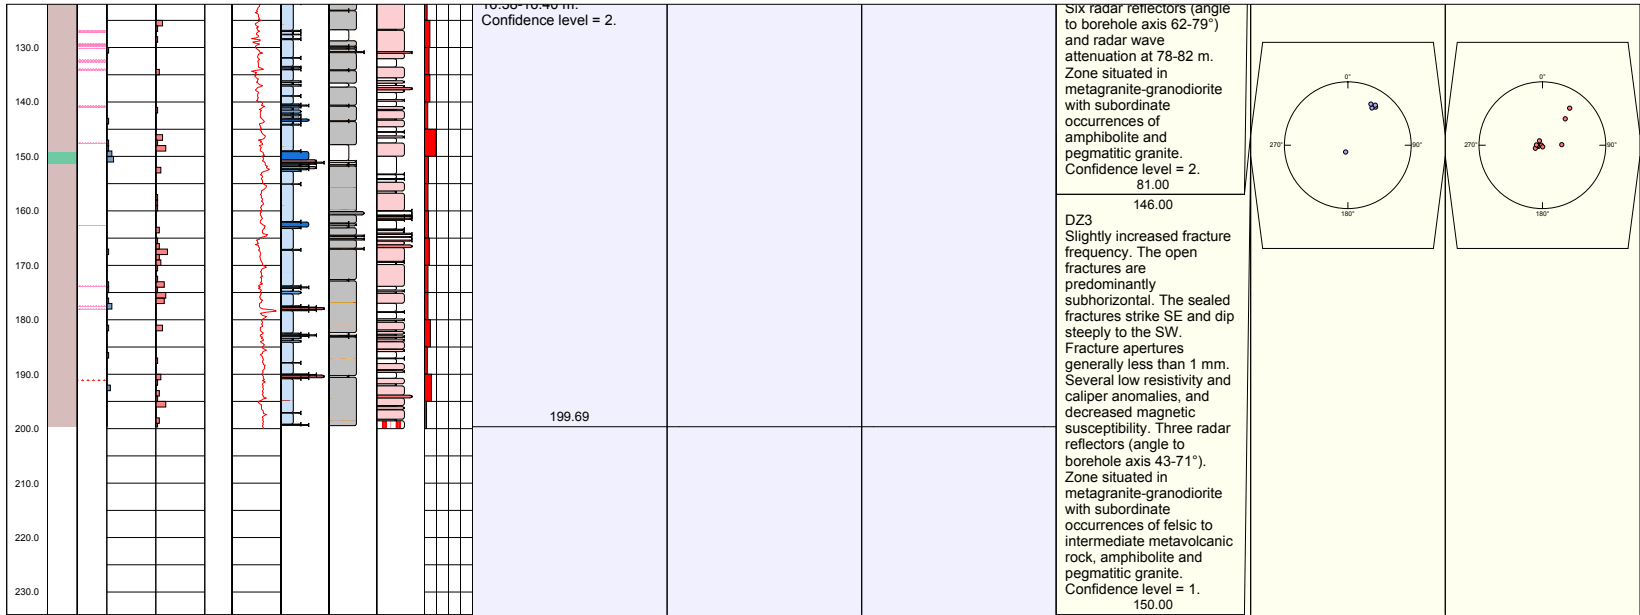 130.0
140.0
150.0
160.0
170.0
180.0
190.0
200.0
210.0
220.0
230.0
16.38-16.40 m.
Confidence level = 2.
199.69
Six radar reflectors (angle
to borehole axis 62-79°)
and radar wave
attenuation at 78-82 m.
Zone situated in
metagranite-granodiorite
with subordinate
occurrences of
amphibolite and
pegmatitic granite.
Confidence level = 2.
81.00
146.00
DZ3
Slightly increased fracture
frequency. The open
fractures are
predominantly
subhorizontal. The sealed
fractures strike SE and dip
steeply to the SW.
Fracture apertures
generally less than 1 mm.
Several low resistivity and
caliper anomalies, and
decreased magnetic
susceptibility. Three radar
reflectors (angle to
borehole axis 43-71°).
Zone situated in
metagranite-granodiorite
with subordinate
occurrences of felsic to
intermediate metavolcanic
rock, amphibolite and
pegmatitic granite.
Confidence level = 1.
150.00
0°
270°
90°
180°
0°
270°
90°
180°